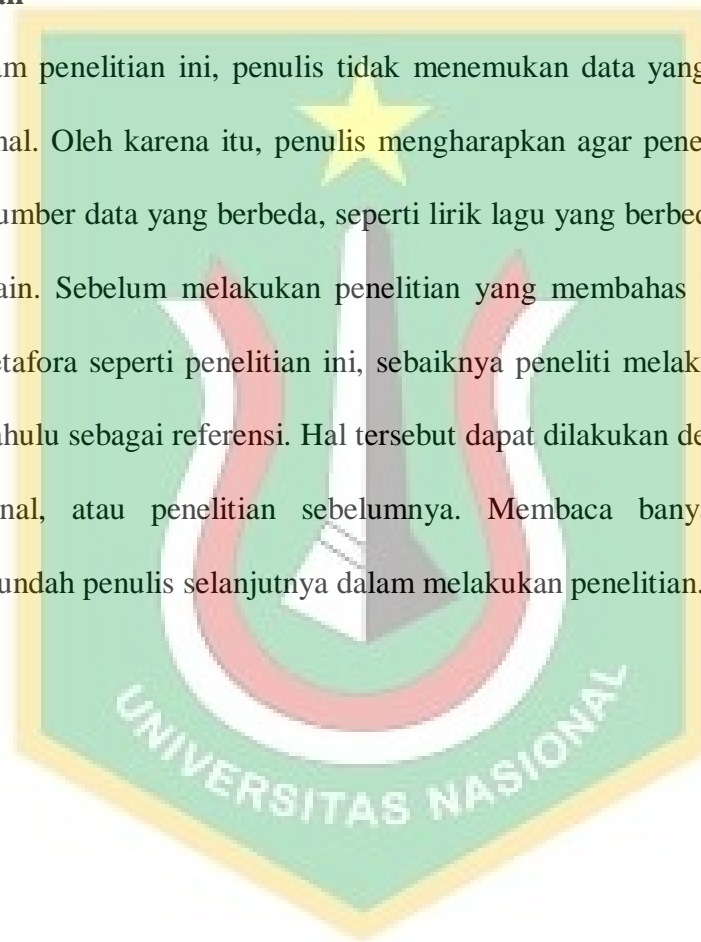 am penelitian ini, penulis tidak menemukan data yang
nal. Oleh karena itu, penulis mengharapkan agar pene
umber data yang berbeda, seperti lirik lagu yang berbed
ain. Sebelum melakukan penelitian yang membahas
etafora seperti penelitian ini, sebaiknya peneliti melak
ahulu sebagai referensi. Hal tersebut dapat dilakukan de
nal, atau penelitian sebelumnya. Membaca bany
undah penulis selanjutnya dalam melakukan penelitian.
UNIVERSITAS NASIONAL